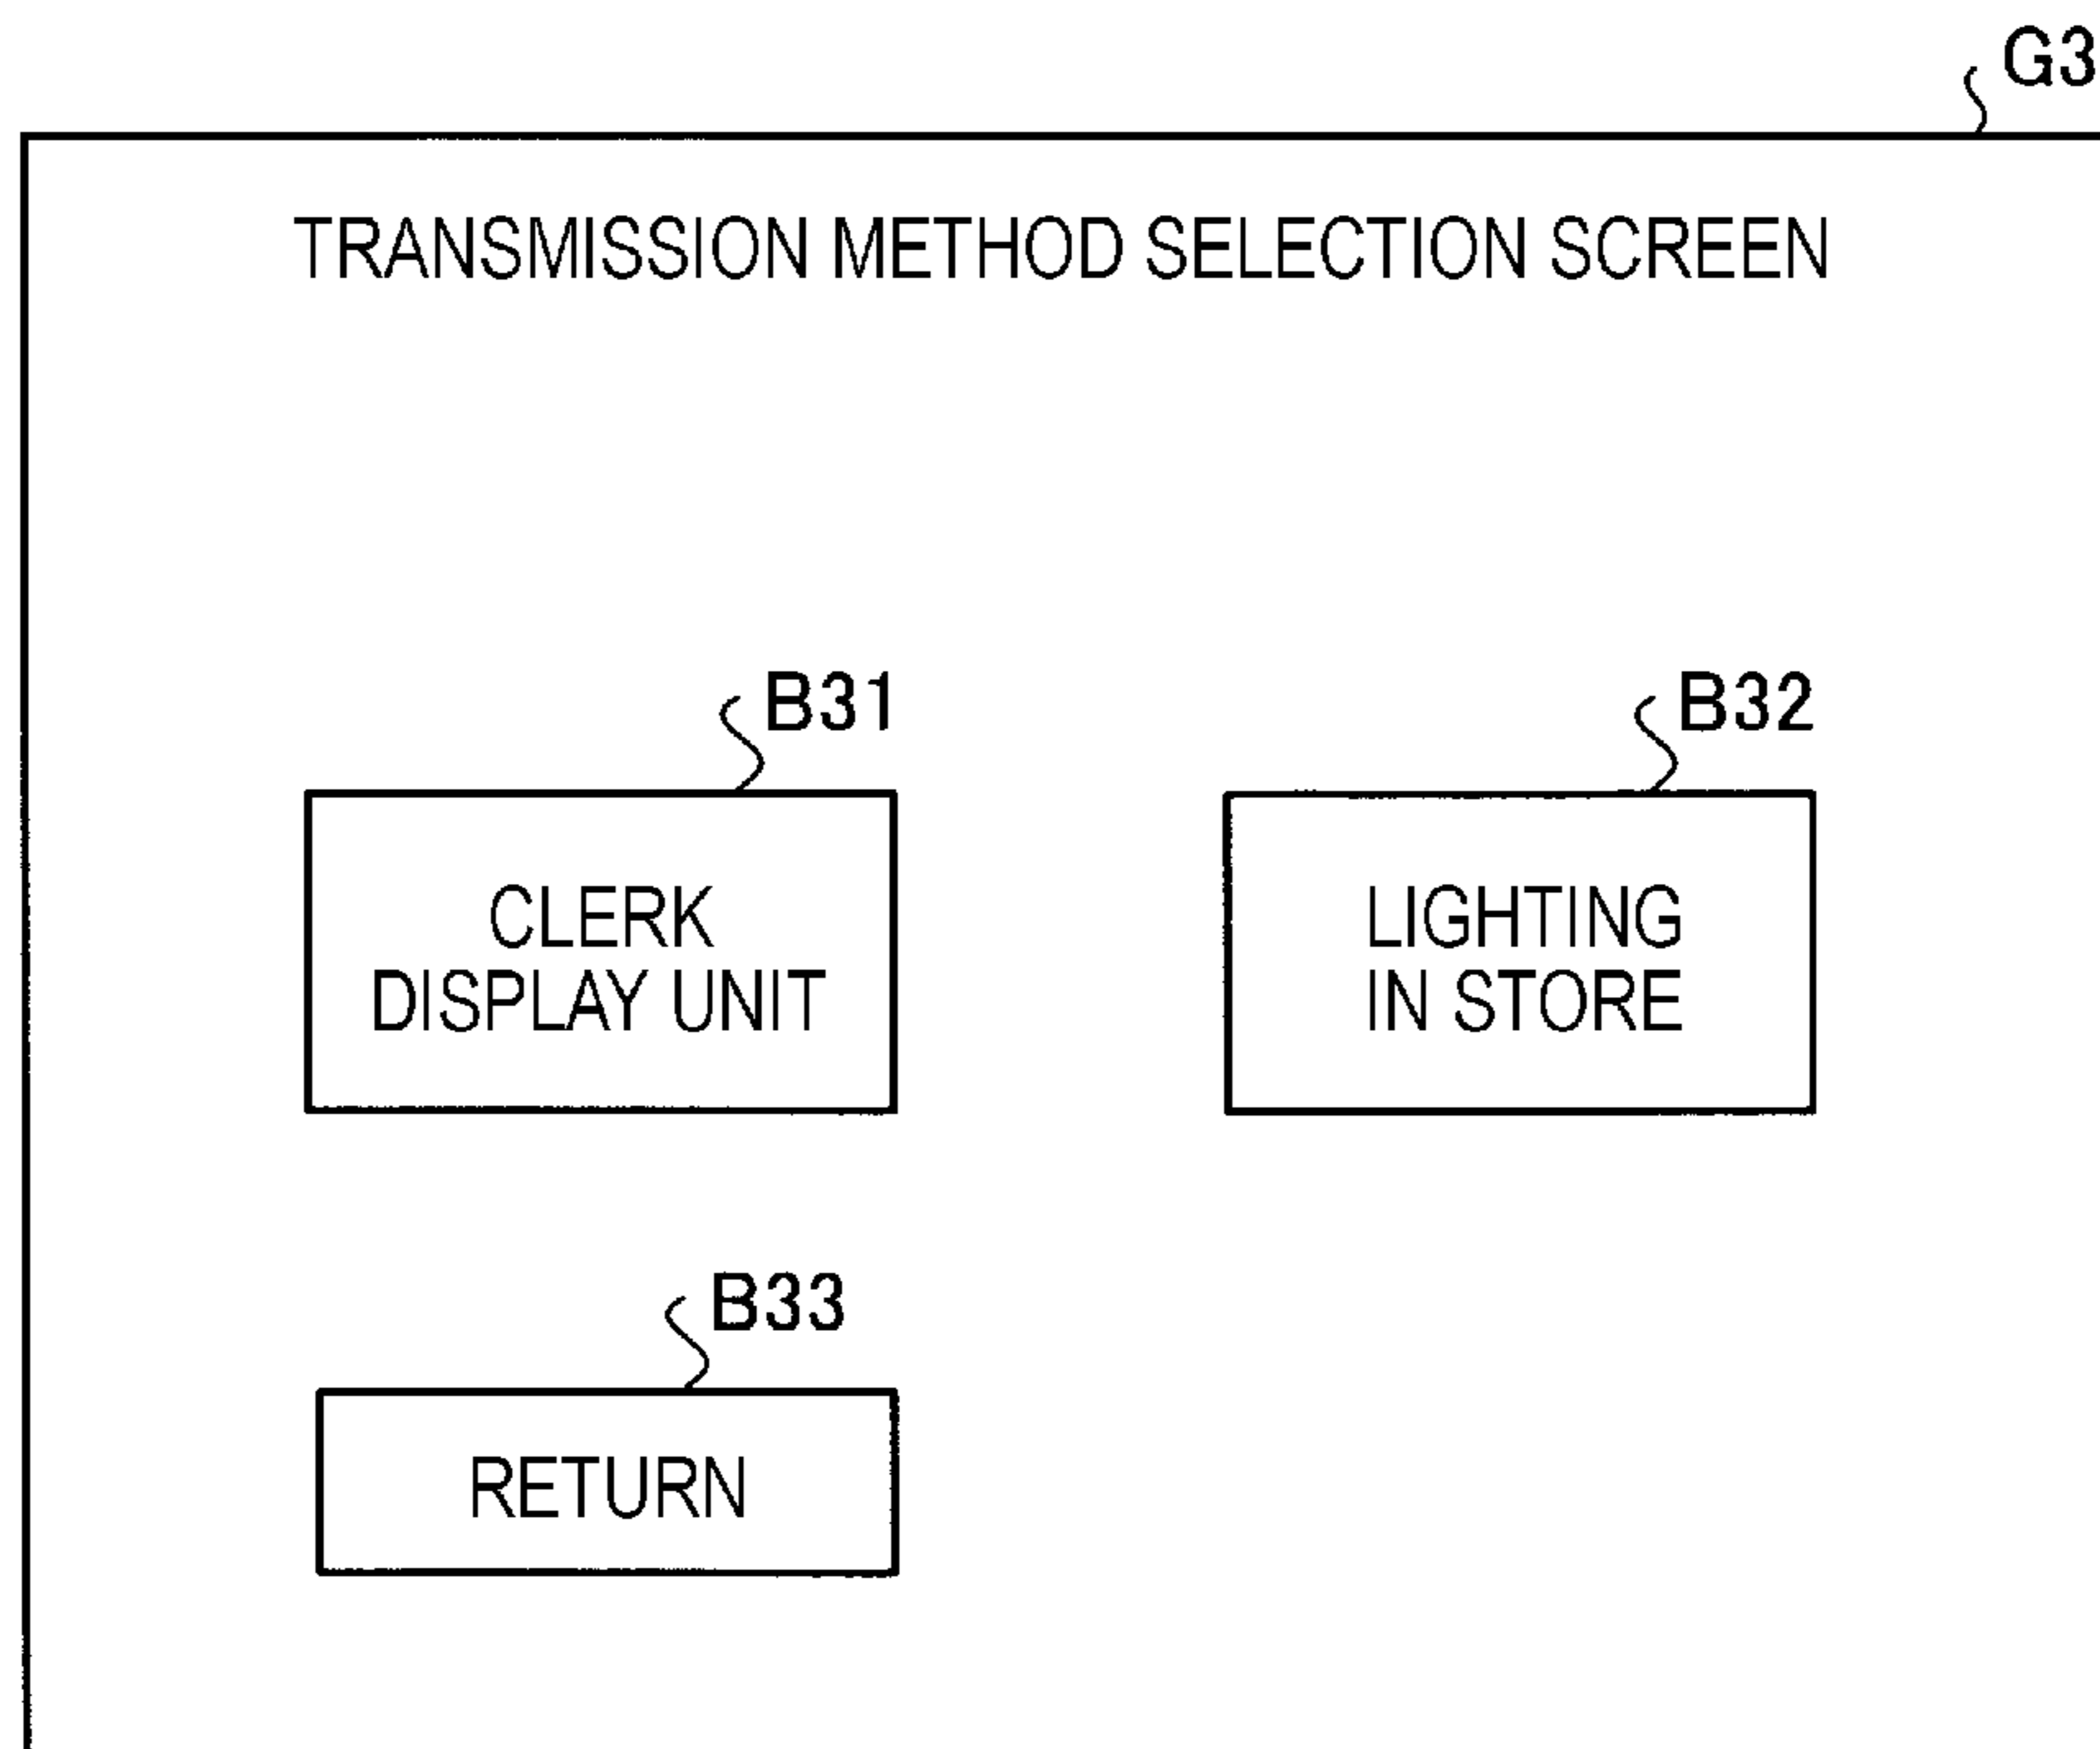 G3
TRANSMISSION METHOD SELECTION SCREEN
B31
B32
CLERK
DISPLAY UNIT
LIGHTING
IN STORE
B33
RETURN